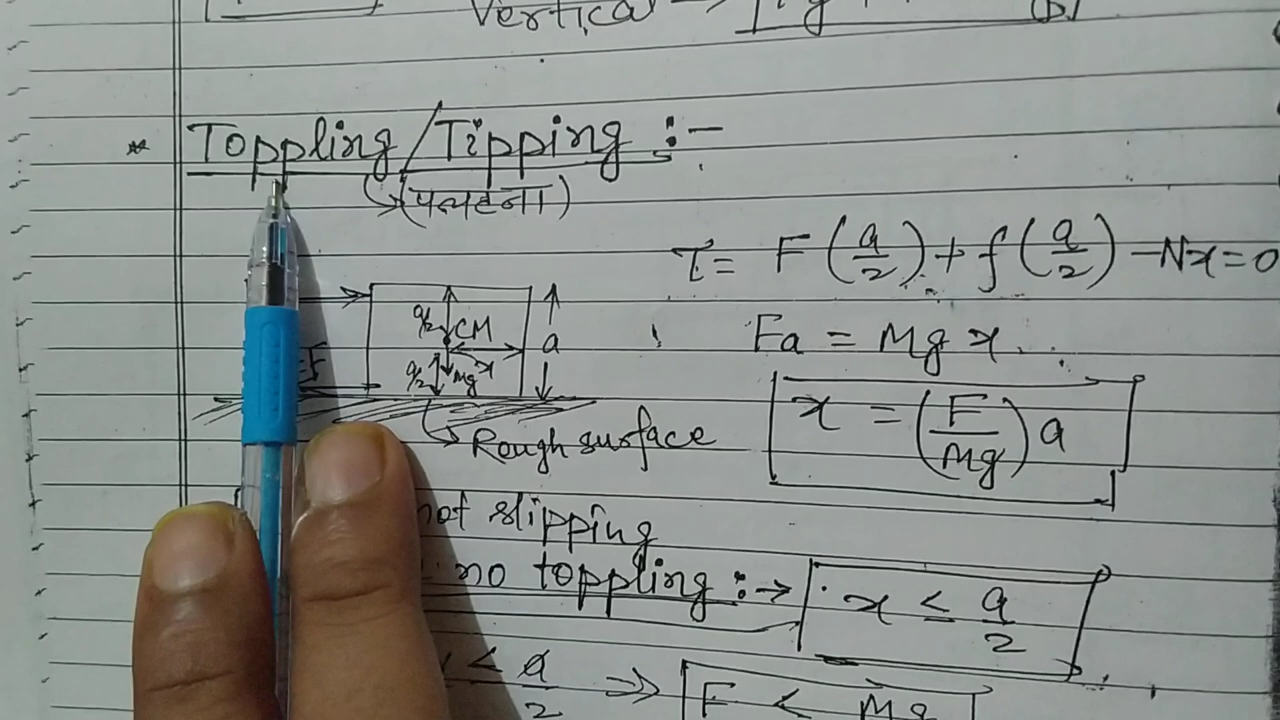 Vertical →
* Toppling/Tipping :-
(पलटना)
τ = F(a/2) + f(a/2) - Nx = 0
a/2 CM
a
a/2 Mg x
Fa = Mg x
Rough surface
x = (F/Mg) a
not slipping
no toppling :→ x ≤ a/2
< a/2 ⇒ F < Mg